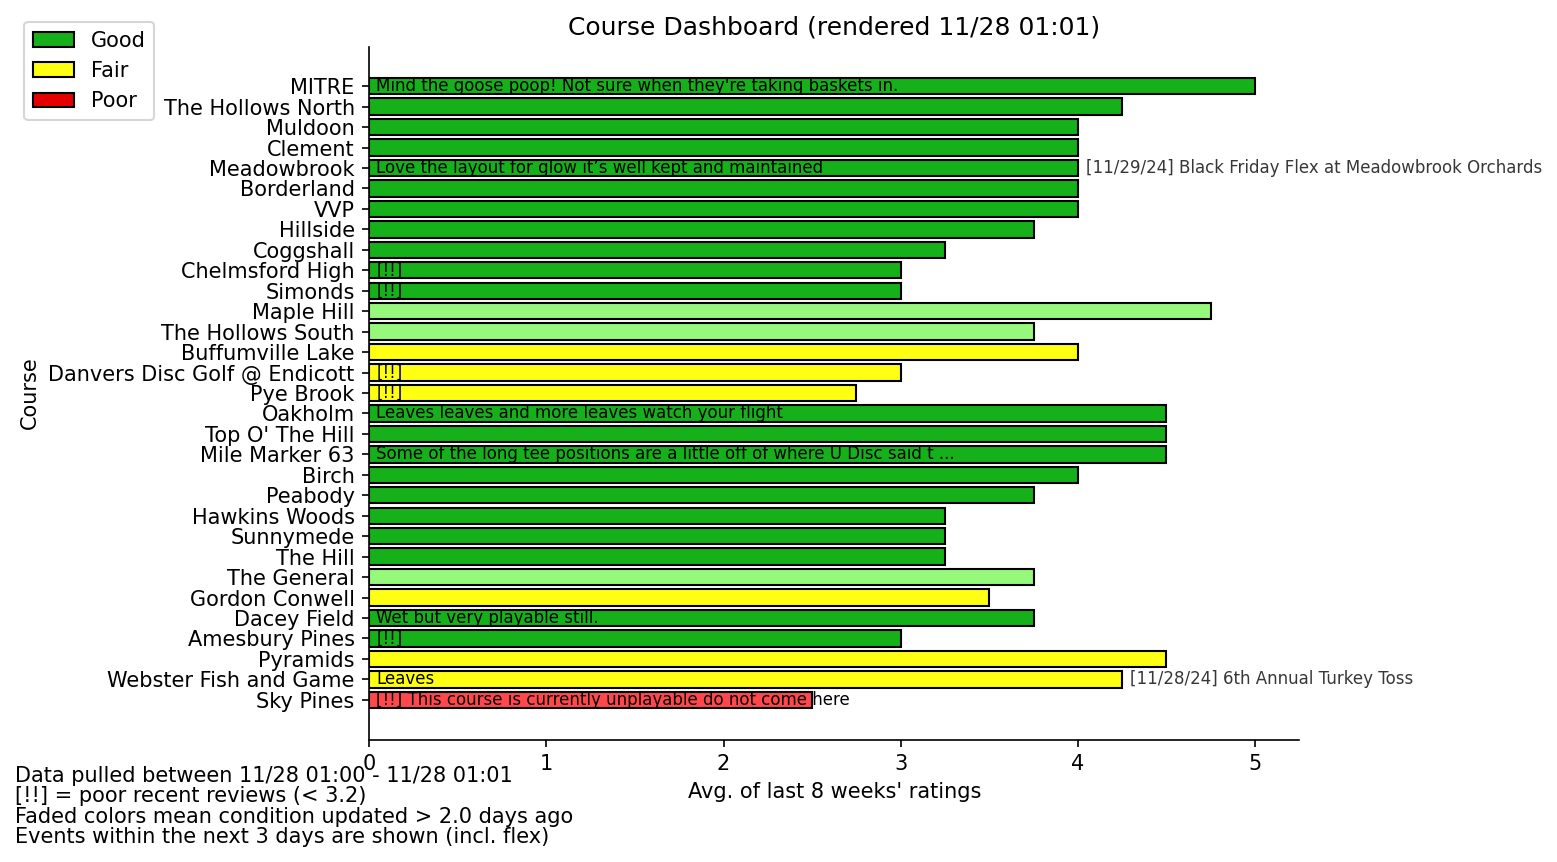 Course Dashboard (rendered 11/28 01:01)
Good
Fair
Poor
Course
MITRE Mind the goose poop! Not sure when they're taking baskets in.
The Hollows North
Muldoon
Clement
Meadowbrook Love the layout for glow it's well kept and maintained [11/29/24] Black Friday Flex at Meadowbrook Orchards
Borderland
VVP
Hillside
Coggshall
Chelmsford High [!!]
Simonds [!!]
Maple Hill
The Hollows South
Buffumville Lake
Danvers Disc Golf @ Endicott [!!]
Pye Brook [!!]
Oakholm Leaves leaves and more leaves watch your flight
Top O' The Hill
Mile Marker 63 Some of the long tee positions are a little off of where U Disc said t ...
Birch
Peabody
Hawkins Woods
Sunnymede
The Hill
The General
Gordon Conwell
Dacey Field Wet but very playable still.
Amesbury Pines [!!]
Pyramids
Webster Fish and Game Leaves [11/28/24] 6th Annual Turkey Toss
Sky Pines [!!] This course is currently unplayable do not come here
0 1 2 3 4 5
Avg. of last 8 weeks' ratings
Data pulled between 11/28 01:00 - 11/28 01:01
[!!] = poor recent reviews (< 3.2)
Faded colors mean condition updated > 2.0 days ago
Events within the next 3 days are shown (incl. flex)